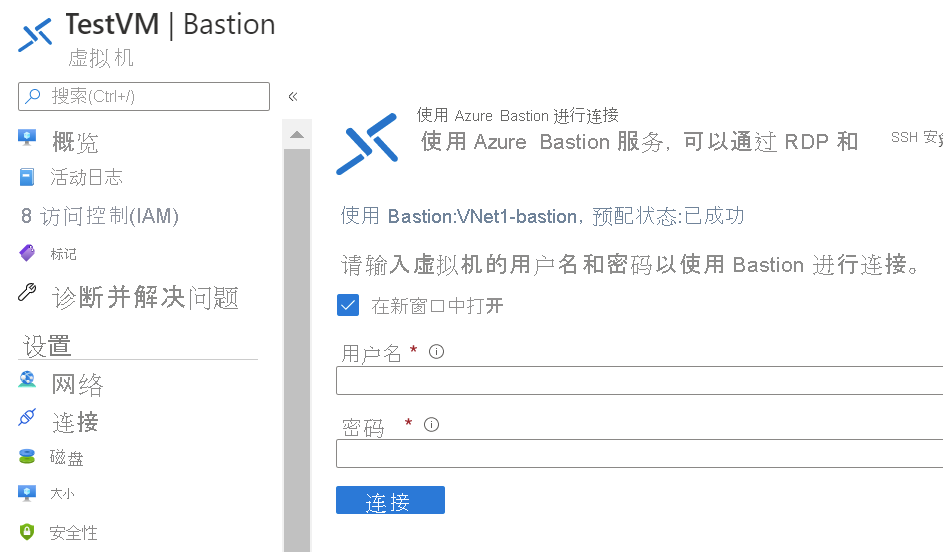 TestVM | Bastion
虚拟机
搜索(Ctrl+/)
«
概览
活动日志
8 访问控制(IAM)
标记
诊断并解决问题
设置
网络
连接
磁盘
大小
安全性
使用 Azure Bastion 进行连接
使用 Azure Bastion 服务，可以通过 RDP 和 SSH 安
使用 Bastion:VNet1-bastion，预配状态:已成功
请输入虚拟机的用户名和密码以使用 Bastion 进行连接。
在新窗口中打开
用户名 *
密码 *
连接